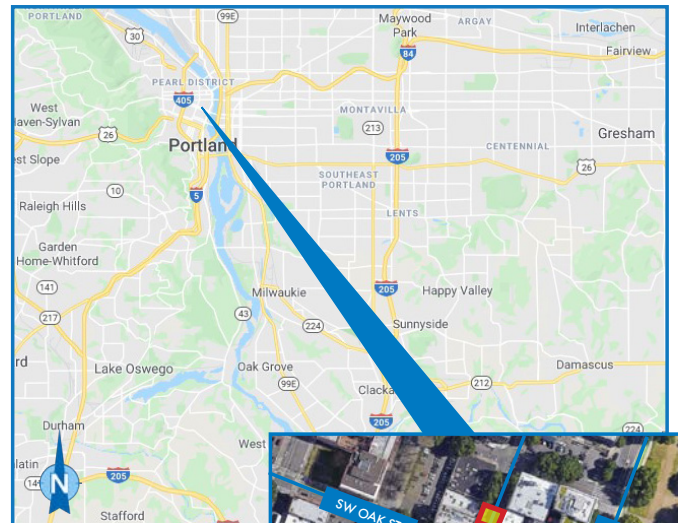 PORTLAND
99E
Maywood
Park
ARGAY
Interlachen
30
84
Fairview
PEARL DISTRICT
405
MONTAVILLA
213
West
Haven-Sylvan
26
Portland
Gresham
205
CENTENNIAL
26
est Slope
SOUTHEAST
PORTLAND
10
5
Raleigh Hills
LENTS
Garden
Home-Whitford
141
205
Happy Valley
Milwaukie
217
43
224
Sunnyside
rd
Lake Oswego
Oak Grove
Damascus
99E
Clacka
212
205
224
Durham
West
latin
N
14
205
Stafford
SW OAK ST